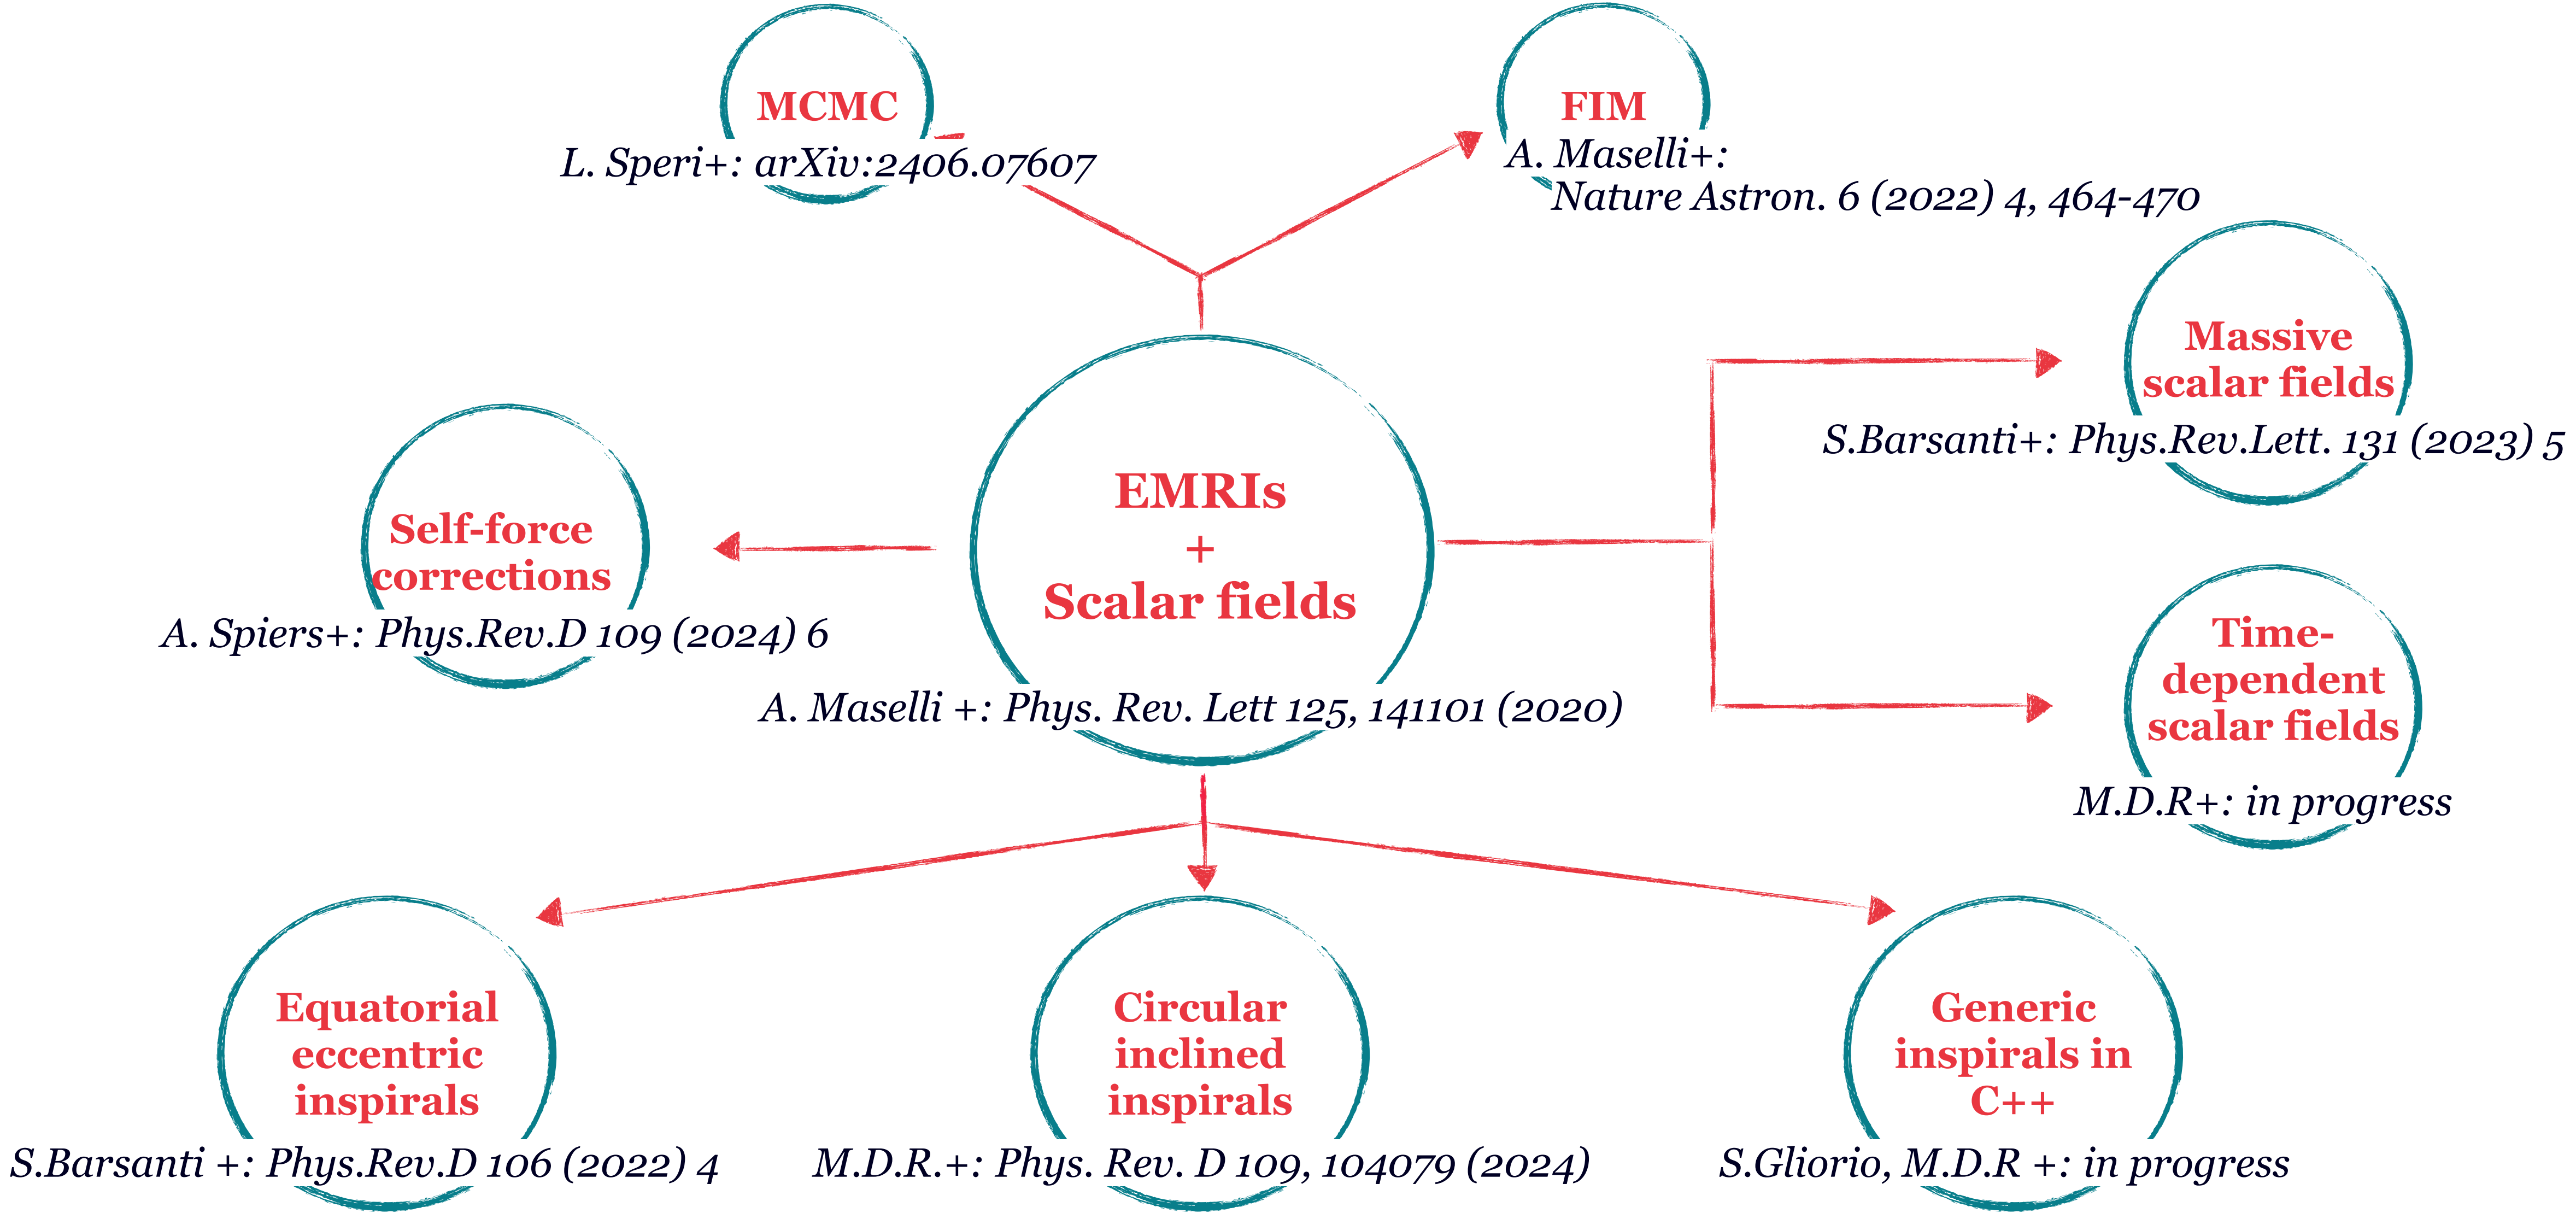 MCMC
L. Speri+: arXiv:2406.07607
FIM
A. Maselli+:
Nature Astron. 6 (2022) 4, 464-470
Massive
scalar fields
S.Barsanti+: Phys.Rev.Lett. 131 (2023) 5
Self-force
corrections
A. Spiers+: Phys.Rev.D 109 (2024) 6
EMRIs
+
Scalar fields
A. Maselli +: Phys. Rev. Lett 125, 141101 (2020)
Time-
dependent
scalar fields
M.D.R+: in progress
Equatorial
eccentric
inspirals
S.Barsanti +: Phys.Rev.D 106 (2022) 4
Circular
inclined
inspirals
M.D.R.+: Phys. Rev. D 109, 104079 (2024)
Generic
inspirals in
C++
S.Gliorio, M.D.R +: in progress